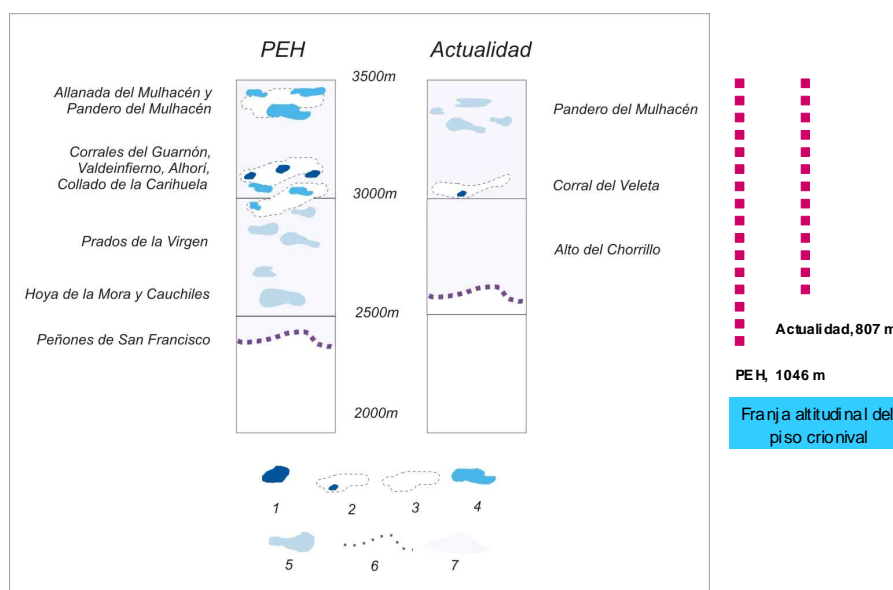 PEH
Actualidad
3500m
Allanada del Mulhacén y
Pandero del Mulhacén
Pandero del Mulhacén
Corrales del Guarnón,
Valdeinfierno, Alhorí,
Collado de la Carihuela
3000m
Corral del Veleta
Prados de la Virgen
Alto del Chorrillo
Hoya de la Mora y Cauchiles
2500m
Peñones de San Francisco
2000m
1
2
3
4
5
6
7
Actualidad, 807 m
PEH, 1046 m
Franja altitudinal del
piso crionival